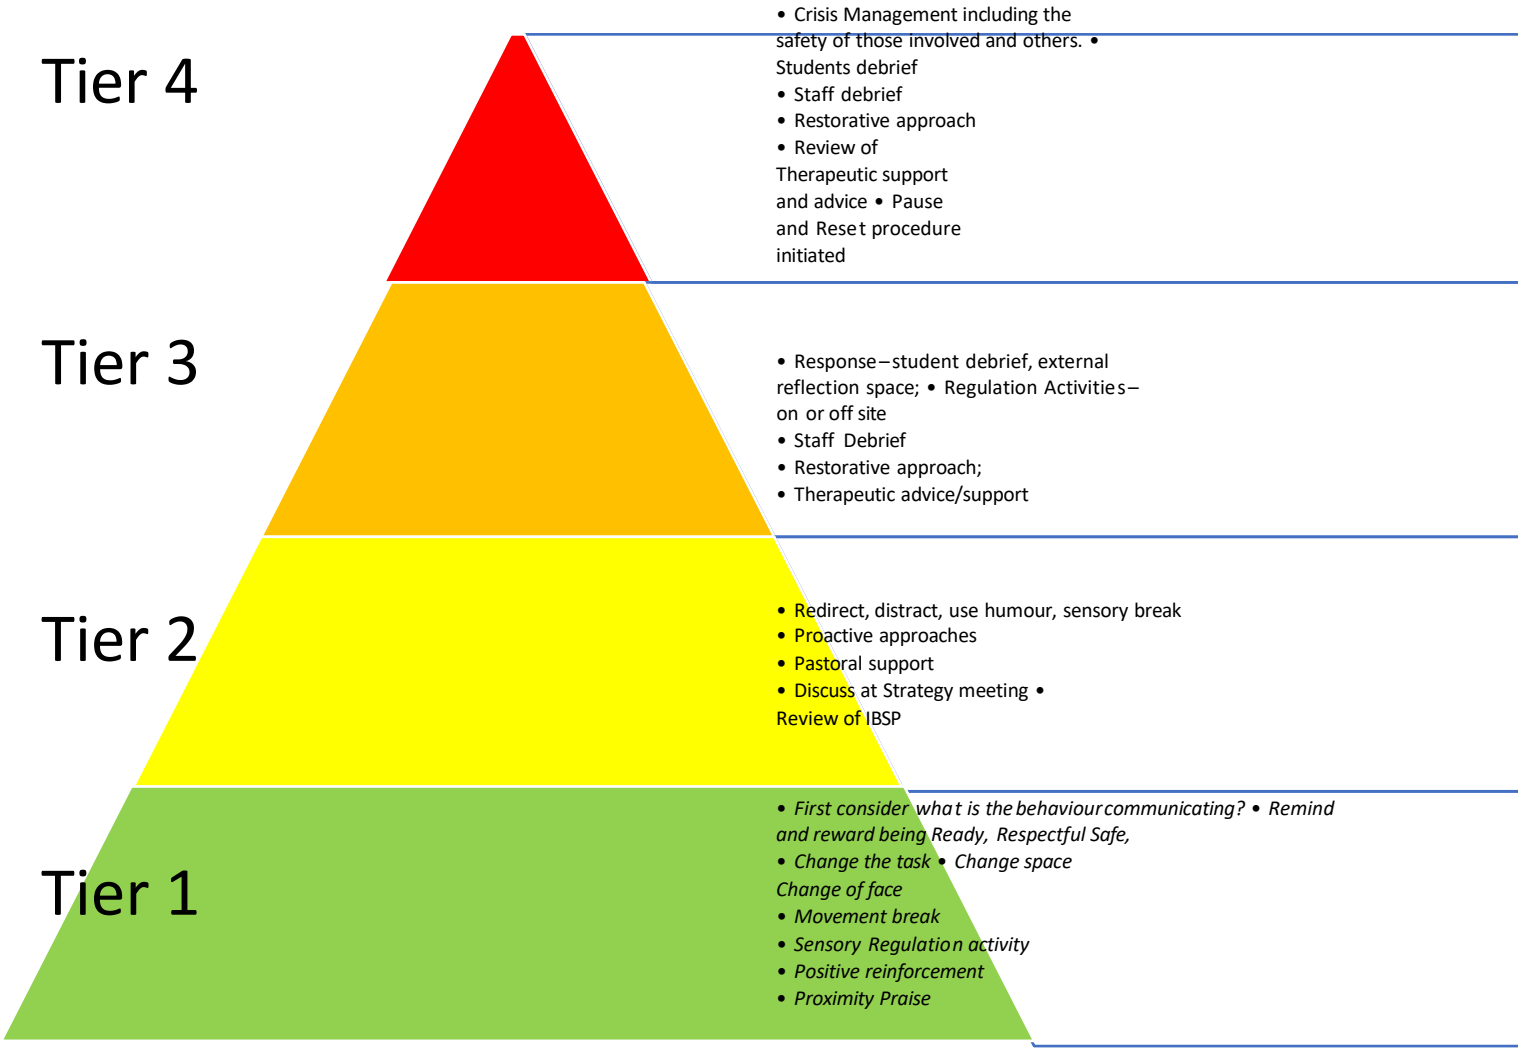 Tier 4
• Crisis Management including the
safety of those involved and others. •
Students debrief
• Staff debrief
• Restorative approach
• Review of
Therapeutic support
and advice • Pause
and Reset procedure
initiated
Tier 3
• Response–student debrief, external
reflection space; • Regulation Activities–
on or off site
• Staff Debrief
• Restorative approach;
• Therapeutic advice/support
Tier 2
• Redirect, distract, use humour, sensory break
• Proactive approaches
• Pastoral support
• Discuss at Strategy meeting •
Review of IBSP
Tier 1
• First consider what is the behaviour communicating? • Remind
and reward being Ready, Respectful Safe,
• Change the task • Change space
Change of face
• Movement break
• Sensory Regulation activity
• Positive reinforcement
• Proximity Praise